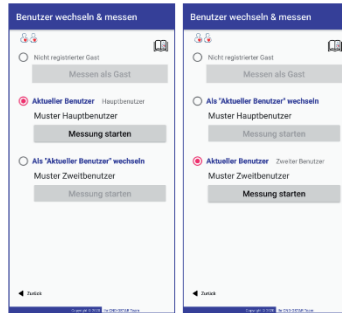 Benutzer wechseln & messen
Nicht registrierter Gast
Messen als Gast
Aktueller Benutzer Hauptbenutzer
Muster Hauptbenutzer
Messung starten
Als "Aktueller Benutzer" wechseln
Muster Zweitbenutzer
Messung starten
Zurück
Benutzer wechseln & messen
Nicht registrierter Gast
Messen als Gast
Als "Aktueller Benutzer" wechseln
Muster Hauptbenutzer
Messung starten
Aktueller Benutzer Zweiter Benutzer
Muster Zweitbenutzer
Messung starten
Zurück